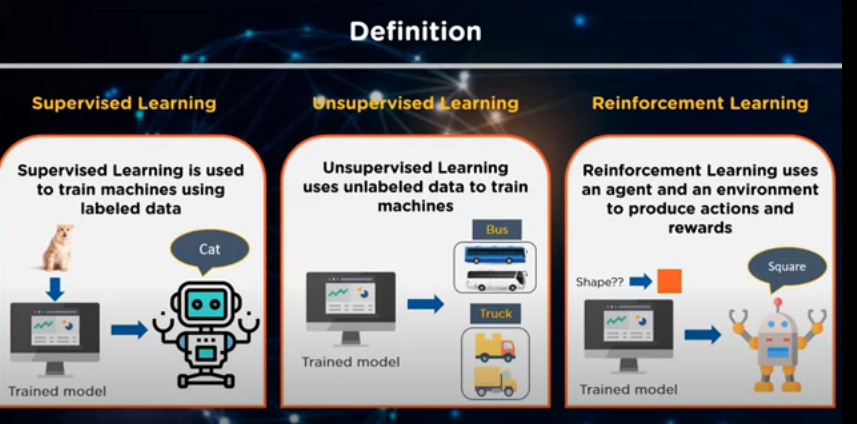 Definition
Supervised Learning
Unsupervised Learning
Reinforcement Learning
Supervised Learning is used
to train machines using
labeled data
Cat
Trained model
Unsupervised Learning
uses unlabeled data to train
machines
Bus
Truck
Trained model
Reinforcement Learning uses
an agent and an environment
to produce actions and
rewards
Shape??
Square
Trained model